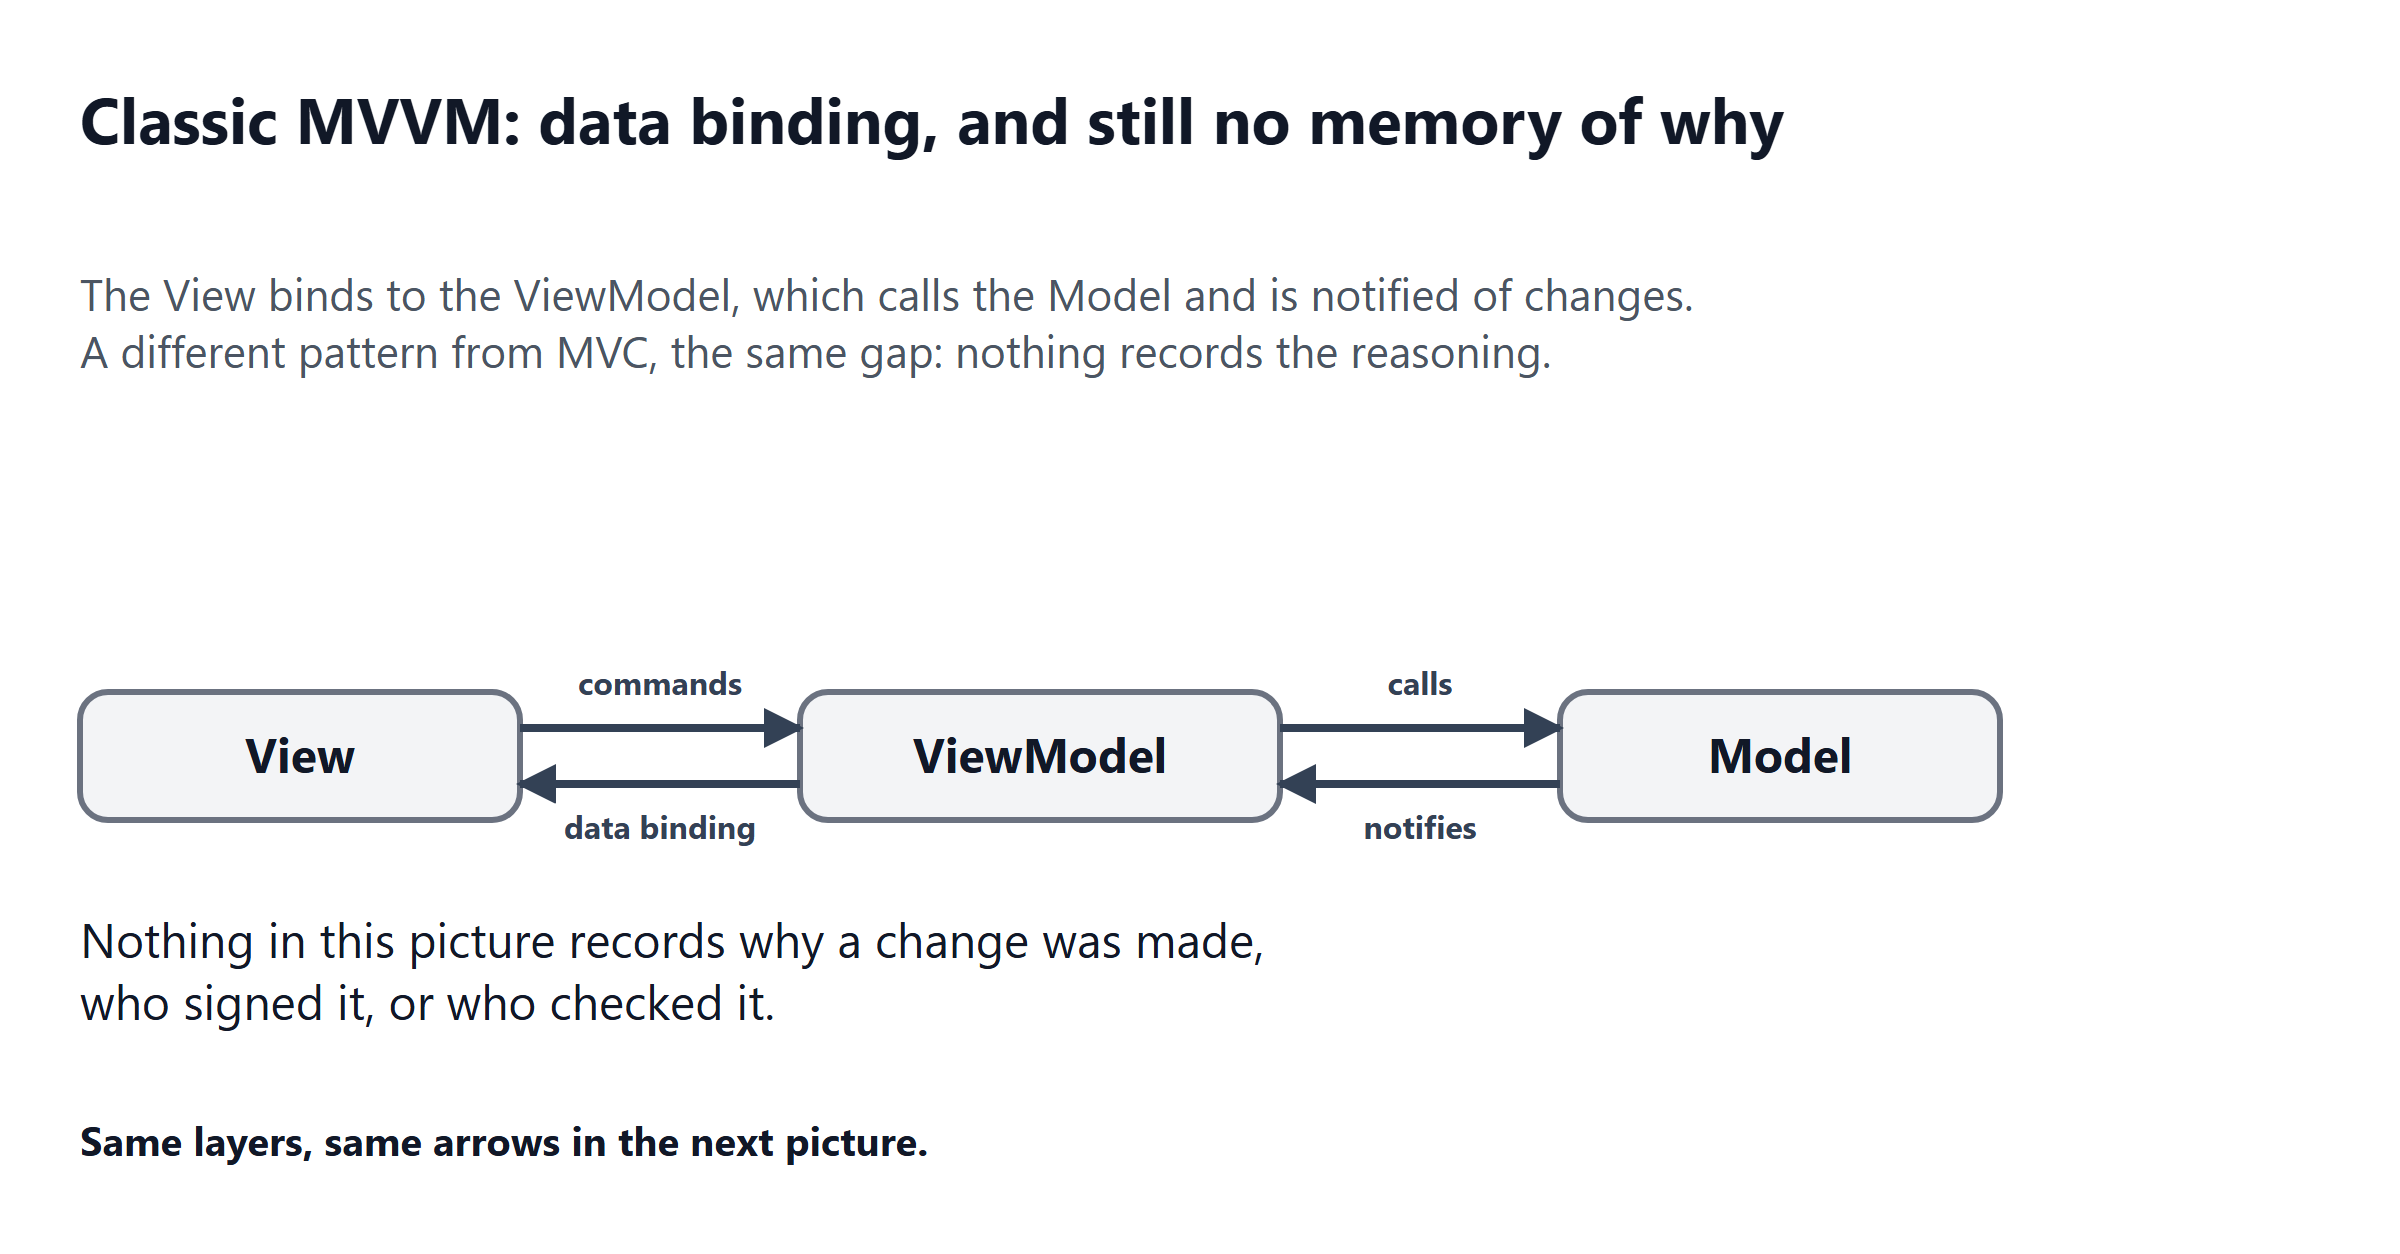 Classic MVVM: data binding, and still no memory of why
The View binds to the ViewModel, which calls the Model and is notified of changes.
A different pattern from MVC, the same gap: nothing records the reasoning.
commands
calls
View
ViewModel
Model
data binding
notifies
Nothing in this picture records why a change was made,
who signed it, or who checked it.
Same layers, same arrows in the next picture.